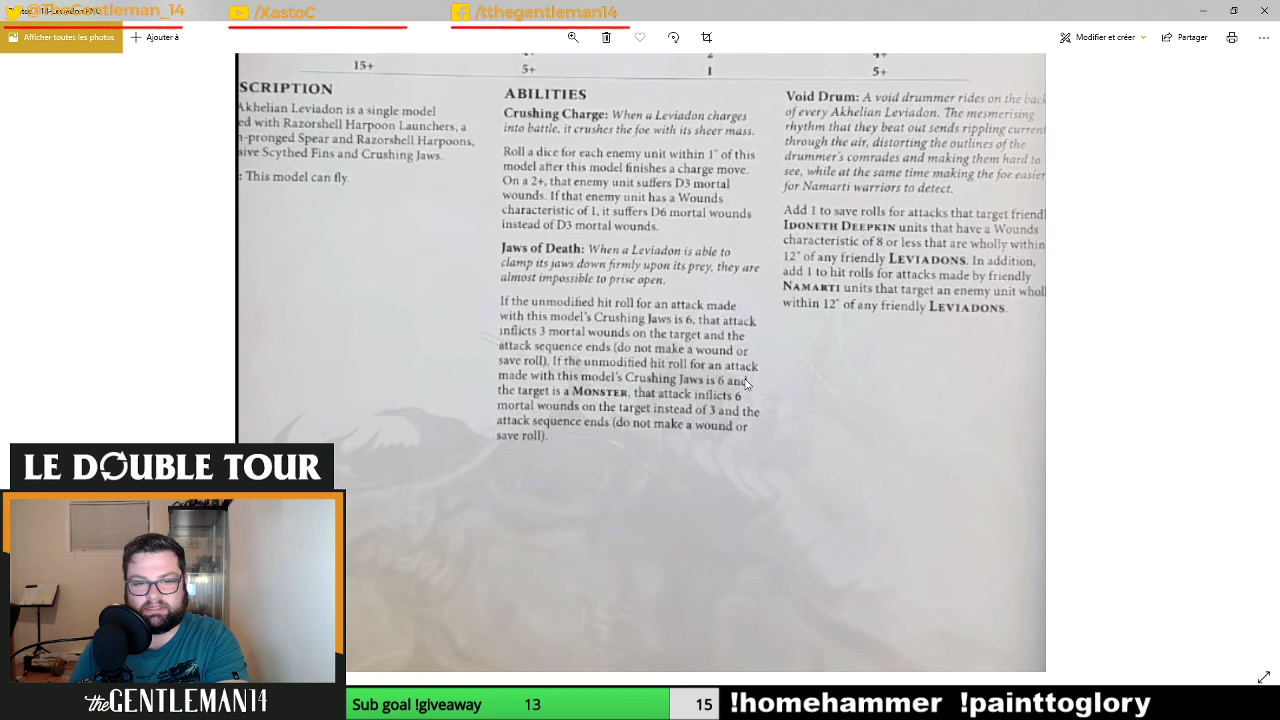 @TheGentleman_14
/XastoC
/tthegentleman14
Afficher toutes les photos
Ajouter à
Modifier et créer
Partager
15+
5+
1
5+
SCRIPTION
Akhelian Leviadon is a single model
ed with Razorshell Harpoon Launchers, a
n-pronged Spear and Razorshell Harpoons,
sive Scythed Fins and Crushing Jaws.
: This model can fly.
ABILITIES
Crushing Charge: When a Leviadon charges
into battle, it crushes the foe with its sheer mass.
Roll a dice for each enemy unit within 1" of this
model after this model finishes a charge move.
On a 2+, that enemy unit suffers D3 mortal
wounds. If that enemy unit has a Wounds
characteristic of 1, it suffers D6 mortal wounds
instead of D3 mortal wounds.
Jaws of Death: When a Leviadon is able to
clamp its jaws down firmly upon its prey, they are
almost impossible to prise open.
If the unmodified hit roll for an attack made
with this model's Crushing Jaws is 6, that attack
inflicts 3 mortal wounds on the target and the
attack sequence ends (do not make a wound or
save roll). If the unmodified hit roll for an attack
made with this model's Crushing Jaws is 6 and
the target is a MONSTER, that attack inflicts 6
mortal wounds on the target instead of 3 and the
attack sequence ends (do not make a wound or
save roll).
Void Drum: A void drummer rides on the back
of every Akhelian Leviadon. The mesmerising
rhythm that they beat out sends rippling current
through the air, distorting the outlines of the
drummer's comrades and making them hard to
see, while at the same time making the foe easier
for Namarti warriors to detect.
Add 1 to save rolls for attacks that target friendl
IDONETH DEEPKIN units that have a Wounds
characteristic of 8 or less that are wholly within
12" of any friendly LEVIADONS. In addition,
add 1 to hit rolls for attacks made by friendly
NAMARTI units that target an enemy unit whol
within 12" of any friendly LEVIADONS.
LE DOUBLE TOUR
theGENTLEMAN14
Sub goal !giveaway 13 15
!homehammer !painttoglory